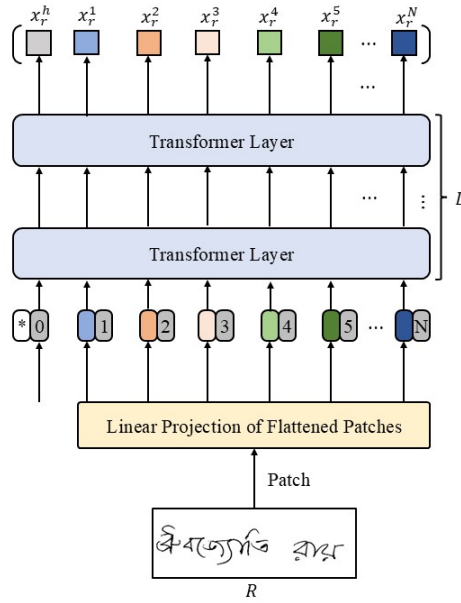 x_r^h x_r^1 x_r^2 x_r^3 x_r^4 x_r^5 ... x_r^N
...
Transformer Layer
... ⋮ L
Transformer Layer
* 0 1 2 3 4 5 ... N
Linear Projection of Flattened Patches
Patch
ধ্রুবজ্যোতি রায়
R